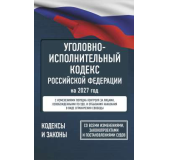 УГОЛОВНО-
ИСПОЛНИТЕЛЬНЫЙ
КОДЕКС
РОССИЙСКОЙ ФЕДЕРАЦИИ
на 2027 год
КОДЕКСЫ
И ЗАКОНЫ
СО ВСЕМИ ИЗМЕНЕНИЯМИ,
ЗАКОНОПРОЕКТАМИ
И ПОСТАНОВЛЕНИЯМИ СУДОВ